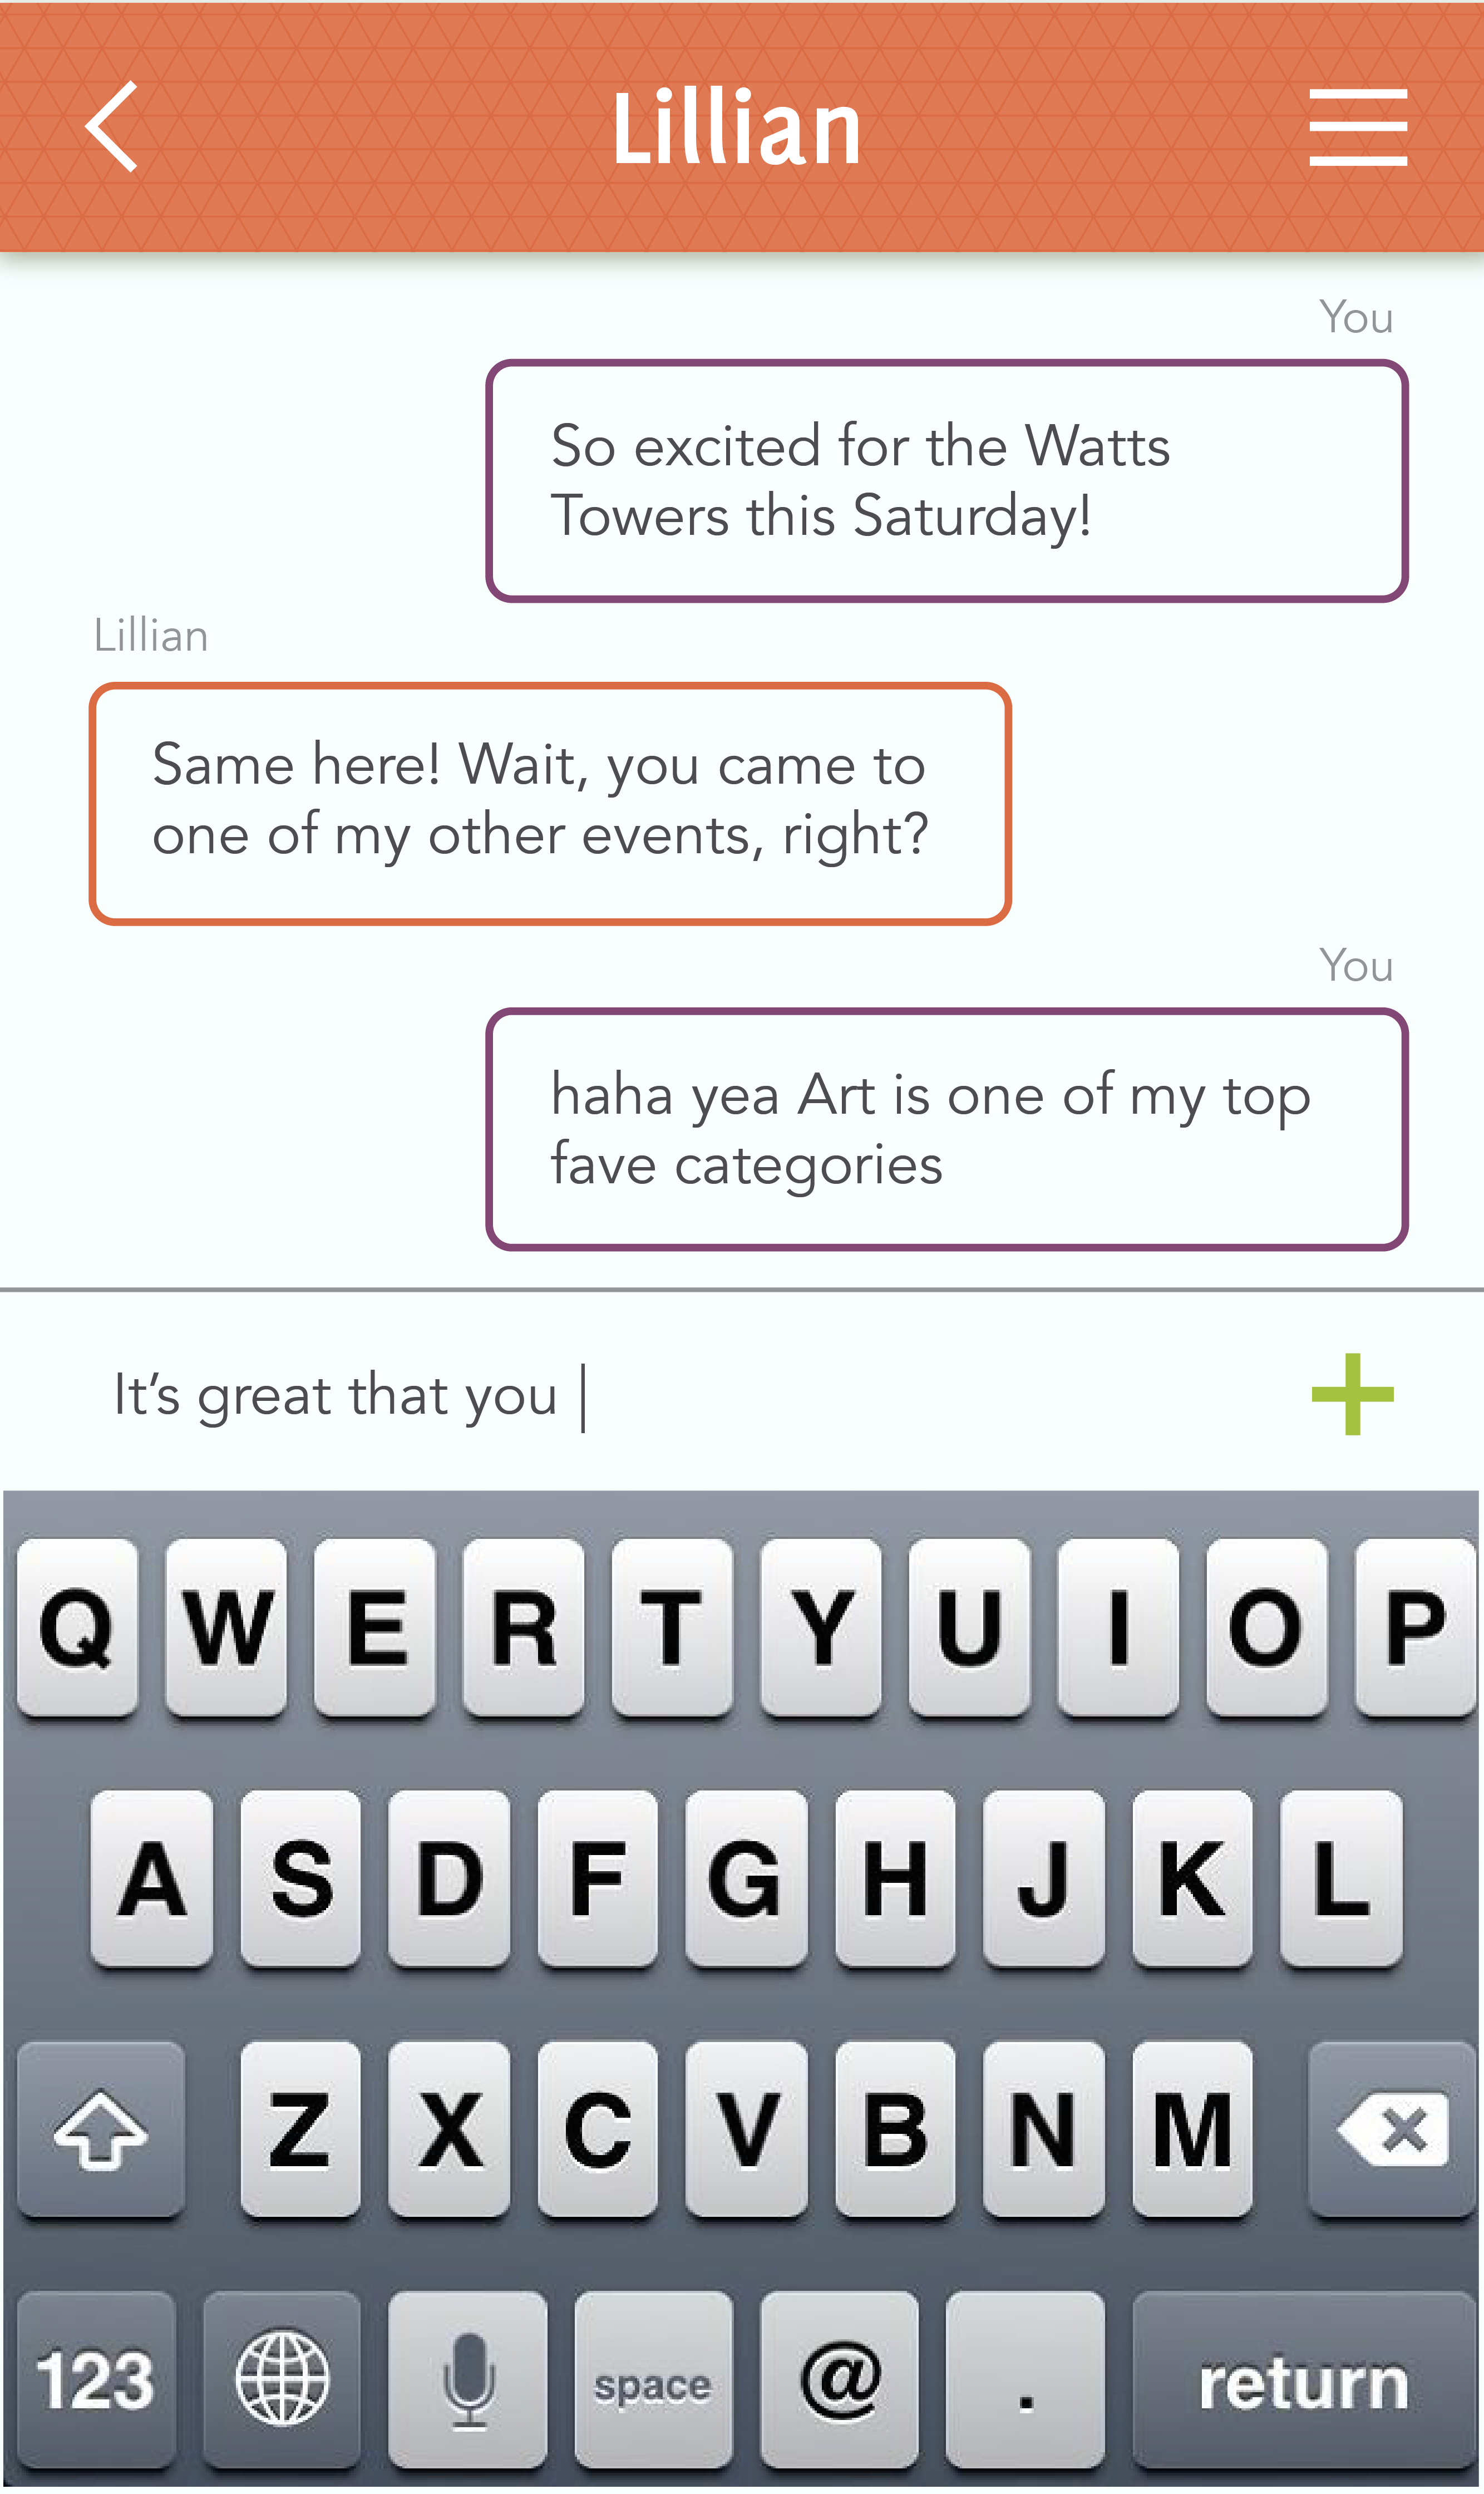 Lillian
You
So excited for the Watts
Towers this Saturday!
Lillian
Same here! Wait, you came to
one of my other events, right?
You
haha yea Art is one of my top
fave categories
It’s great that you
Q W E R T Y U I O P
A S D F G H J K L
Z X C V B N M
123 space @ . return